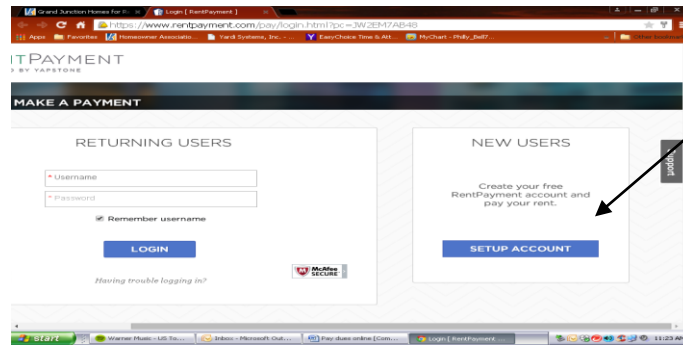 Grand Junction Homes for R
Login [ RentPayment ]
https://www.rentpayment.com/pay/login.html?pc=JW2EM7AB48
Apps Favorites Homeowner Associatio... Yardi Systems, Inc. - ... EasyChoice Time & Att... MyChart - Philly_Bell7... Other bookmar
TPAYMENT
BY YAPSTONE
MAKE A PAYMENT
RETURNING USERS
* Username
* Password
Remember username
LOGIN
McAfee
SECURE
Having trouble logging in?
NEW USERS
Create your free
RentPayment account and
pay your rent.
SETUP ACCOUNT
Support
start Warner Music - US To... Inbox - Microsoft Out... Pay dues online [Com... Login [ RentPayment ... 11:23 AM